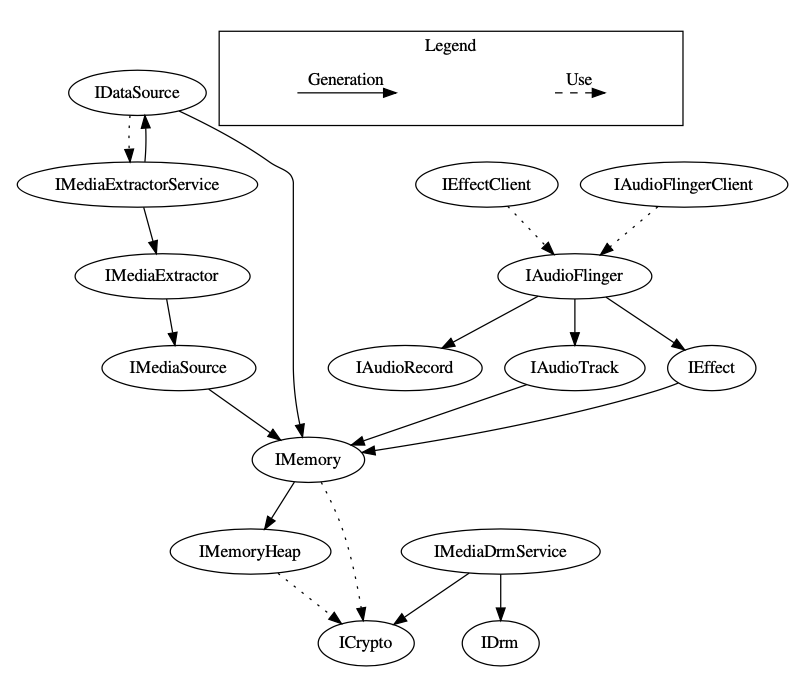 Legend
Generation
Use
IDataSource
IMediaExtractorService
IEffectClient
IAudioFlingerClient
IMediaExtractor
IAudioFlinger
IMediaSource
IAudioRecord
IAudioTrack
IEffect
IMemory
IMemoryHeap
IMediaDrmService
ICrypto
IDrm